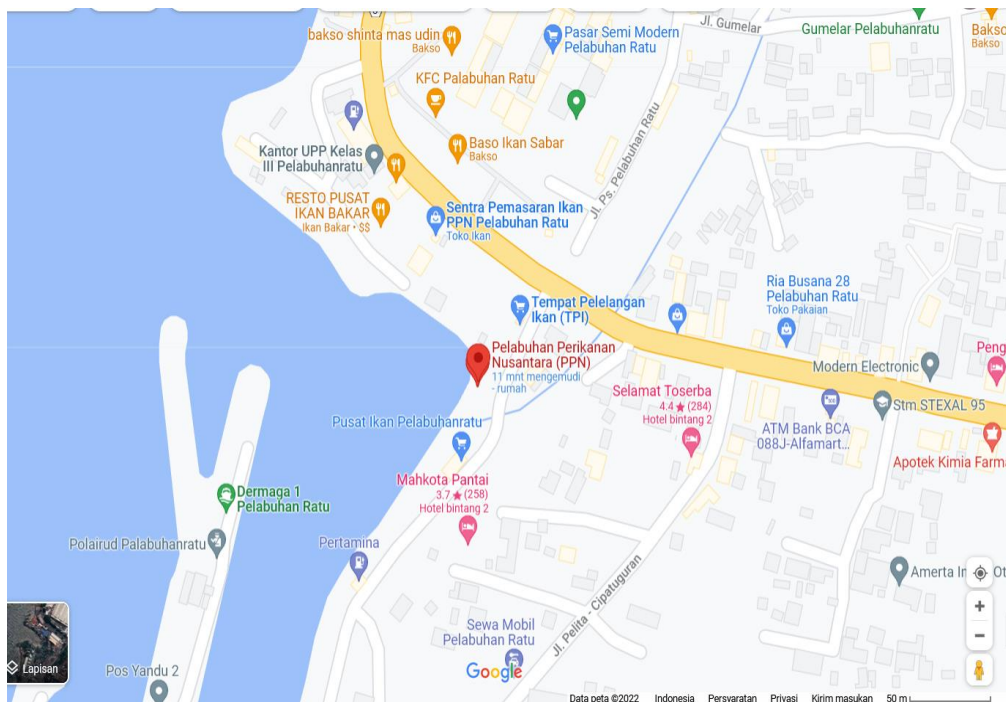 bakso shinta mas udin
Bakso
Pasar Semi Modern
Pelabuhan Ratu
Jl. Gumelar
Gumelar Pelabuhanratu
Bakso
Bakso
KFC Palabuhan Ratu
Baso Ikan Sabar
Bakso
Jl. Ps. Pelabuhan Ratu
Kantor UPP Kelas
III Pelabuhanratu
RESTO PUSAT
IKAN BAKAR
Ikan Bakar • $$
Sentra Pemasaran Ikan
PPN Pelabuhan Ratu
Toko Ikan
Tempat Pelelangan
Ikan (TPI)
Ria Busana 28
Pelabuhan Ratu
Toko Pakaian
Pelabuhan Perikanan
Nusantara (PPN)
11 mnt mengemudi
- rumah
Modern Electronic
Peng
Selamat Toserba
4.4 ★ (284)
Hotel bintang 2
Stm STEXAL 95
ATM Bank BCA
088J-Alfamart...
Apotek Kimia Farm
Pusat Ikan Pelabuhanratu
Mahkota Pantai
3.7 ★ (258)
Hotel bintang 2
Dermaga 1
Pelabuhan Ratu
Polairud Palabuhanratu
Pertamina
Jl. Pelita - Cipatuguran
Amerta In
Ot
Sewa Mobil
Pelabuhan Ratu
Lapisan
Pos Yandu 2
Google
Data peta ©2022 Indonesia Persyaratan Privasi Kirim masukan 50 m